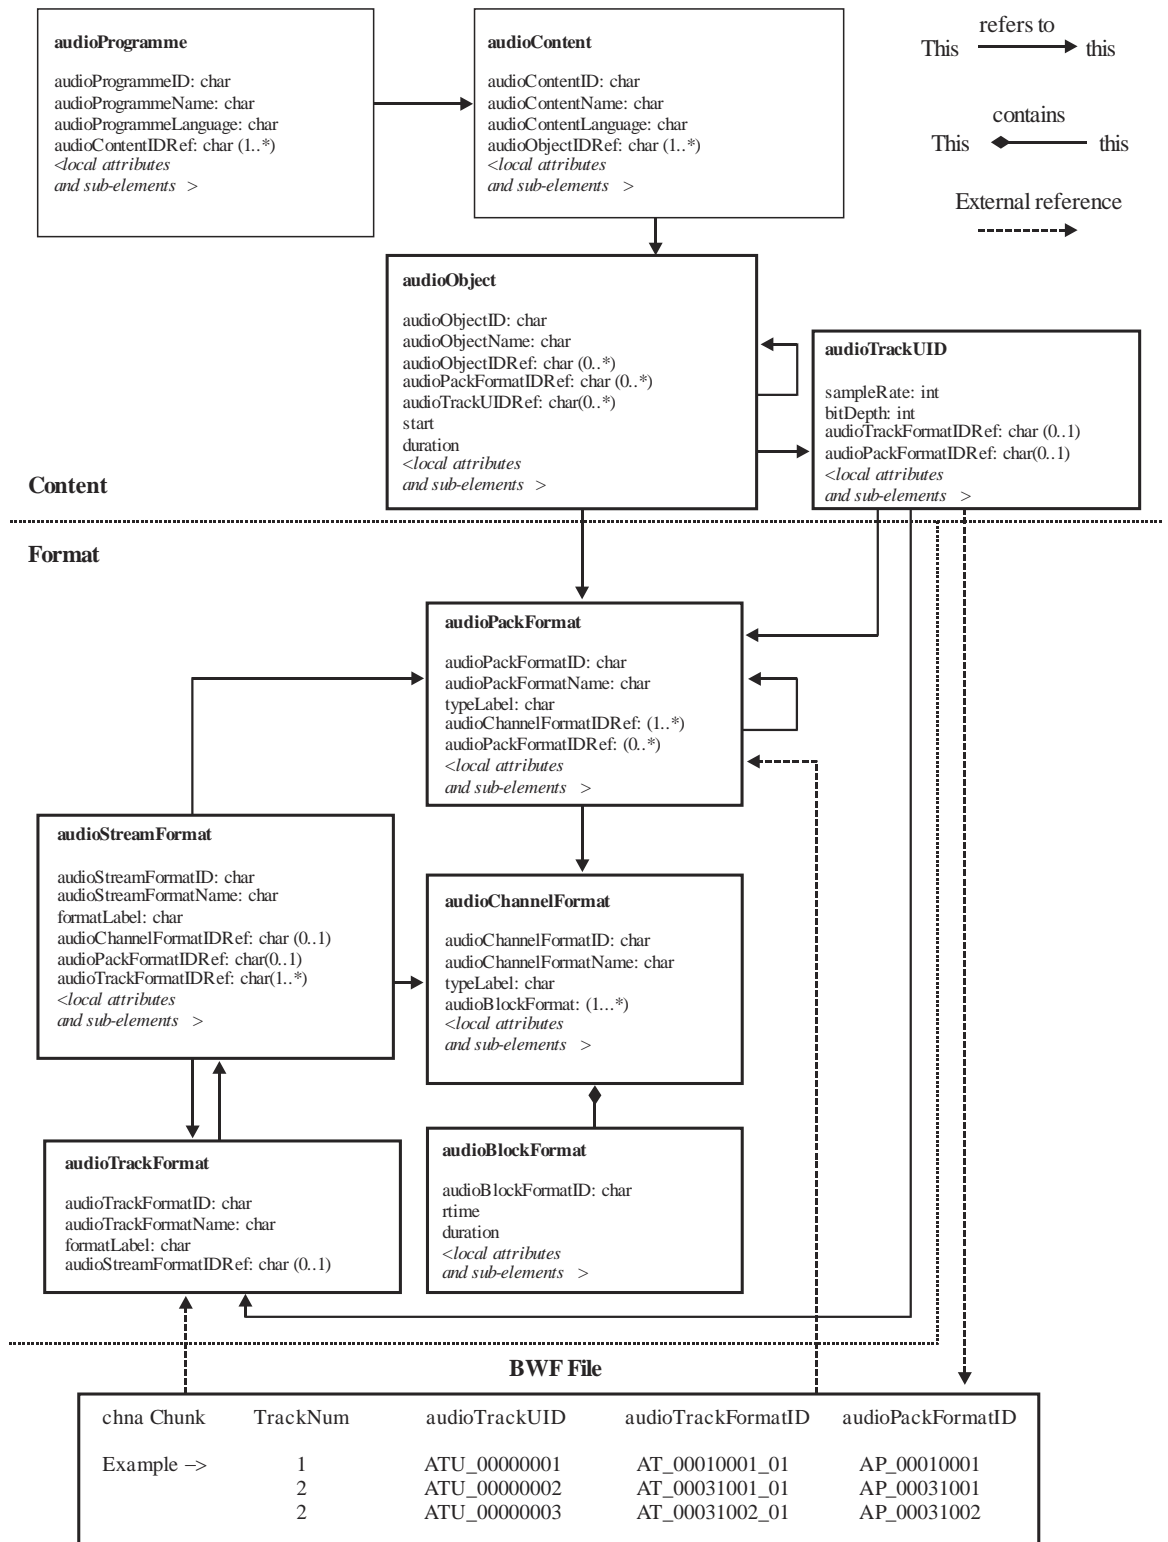 audioProgramme
audioProgrammeID: char
audioProgrammeName: char
audioProgrammeLanguage: char
audioContentIDRef: char (1..*)
<local attributes
and sub-elements >
audioContent
audioContentID: char
audioContentName: char
audioContentLanguage: char
audioObjectIDRef: char (1..*)
<local attributes
and sub-elements >
refers to
This this
contains
This this
External reference
audioObject
audioObjectID: char
audioObjectName: char
audioObjectIDRef: char (0..*)
audioPackFormatIDRef: char (0..*)
audioTrackUIDRef: char(0..*)
start
duration
<local attributes
and sub-elements >
audioTrackUID
sampleRate: int
bitDepth: int
audioTrackFormatIDRef: char (0..1)
audioPackFormatIDRef: char(0..1)
<local attributes
and sub-elements >
Content
Format
audioPackFormat
audioPackFormatID: char
audioPackFormatName: char
typeLabel: char
audioChannelFormatIDRef: (1..*)
audioPackFormatIDRef: (0..*)
<local attributes
and sub-elements >
audioStreamFormat
audioStreamFormatID: char
audioStreamFormatName: char
formatLabel: char
audioChannelFormatIDRef: char (0..1)
audioPackFormatIDRef: char(0..1)
audioTrackFormatIDRef: char(1..*)
<local attributes
and sub-elements >
audioChannelFormat
audioChannelFormatID: char
audioChannelFormatName: char
typeLabel: char
audioBlockFormat: (1...*)
<local attributes
and sub-elements >
audioTrackFormat
audioTrackFormatID: char
audioTrackFormatName: char
formatLabel: char
audioStreamFormatIDRef: char (0..1)
audioBlockFormat
audioBlockFormatID: char
rtime
duration
<local attributes
and sub-elements >
BWF File
chna Chunk TrackNum audioTrackUID audioTrackFormatID audioPackFormatID
Example –> 1 ATU_00000001 AT_00010001_01 AP_00010001
2 ATU_00000002 AT_00031001_01 AP_00031001
2 ATU_00000003 AT_00031002_01 AP_00031002